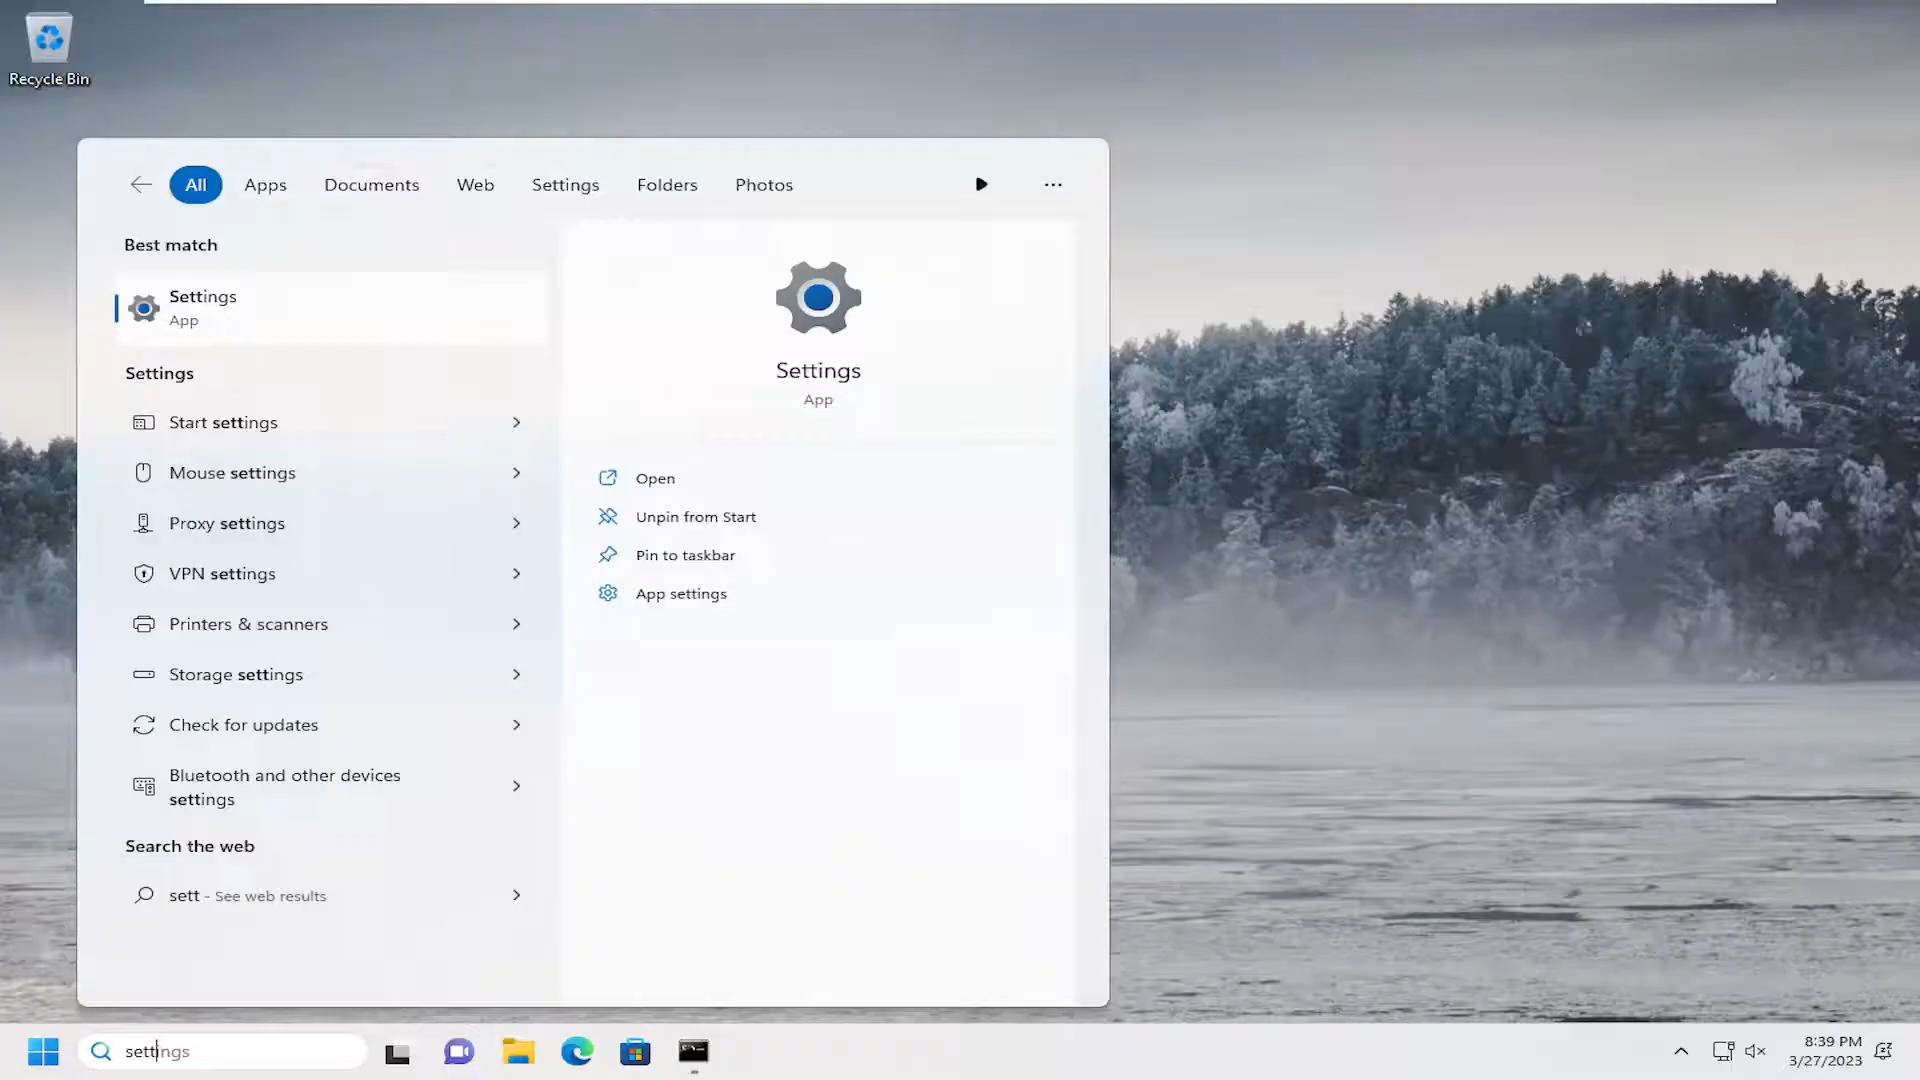 Recycle Bin
All Apps Documents Web Settings Folders Photos
Best match
Settings
App
Settings
Start settings
Mouse settings
Proxy settings
VPN settings
Printers & scanners
Storage settings
Check for updates
Bluetooth and other devices
settings
Search the web
sett - See web results
Settings
App
Open
Unpin from Start
Pin to taskbar
App settings
settings
8:39 PM
3/27/2023